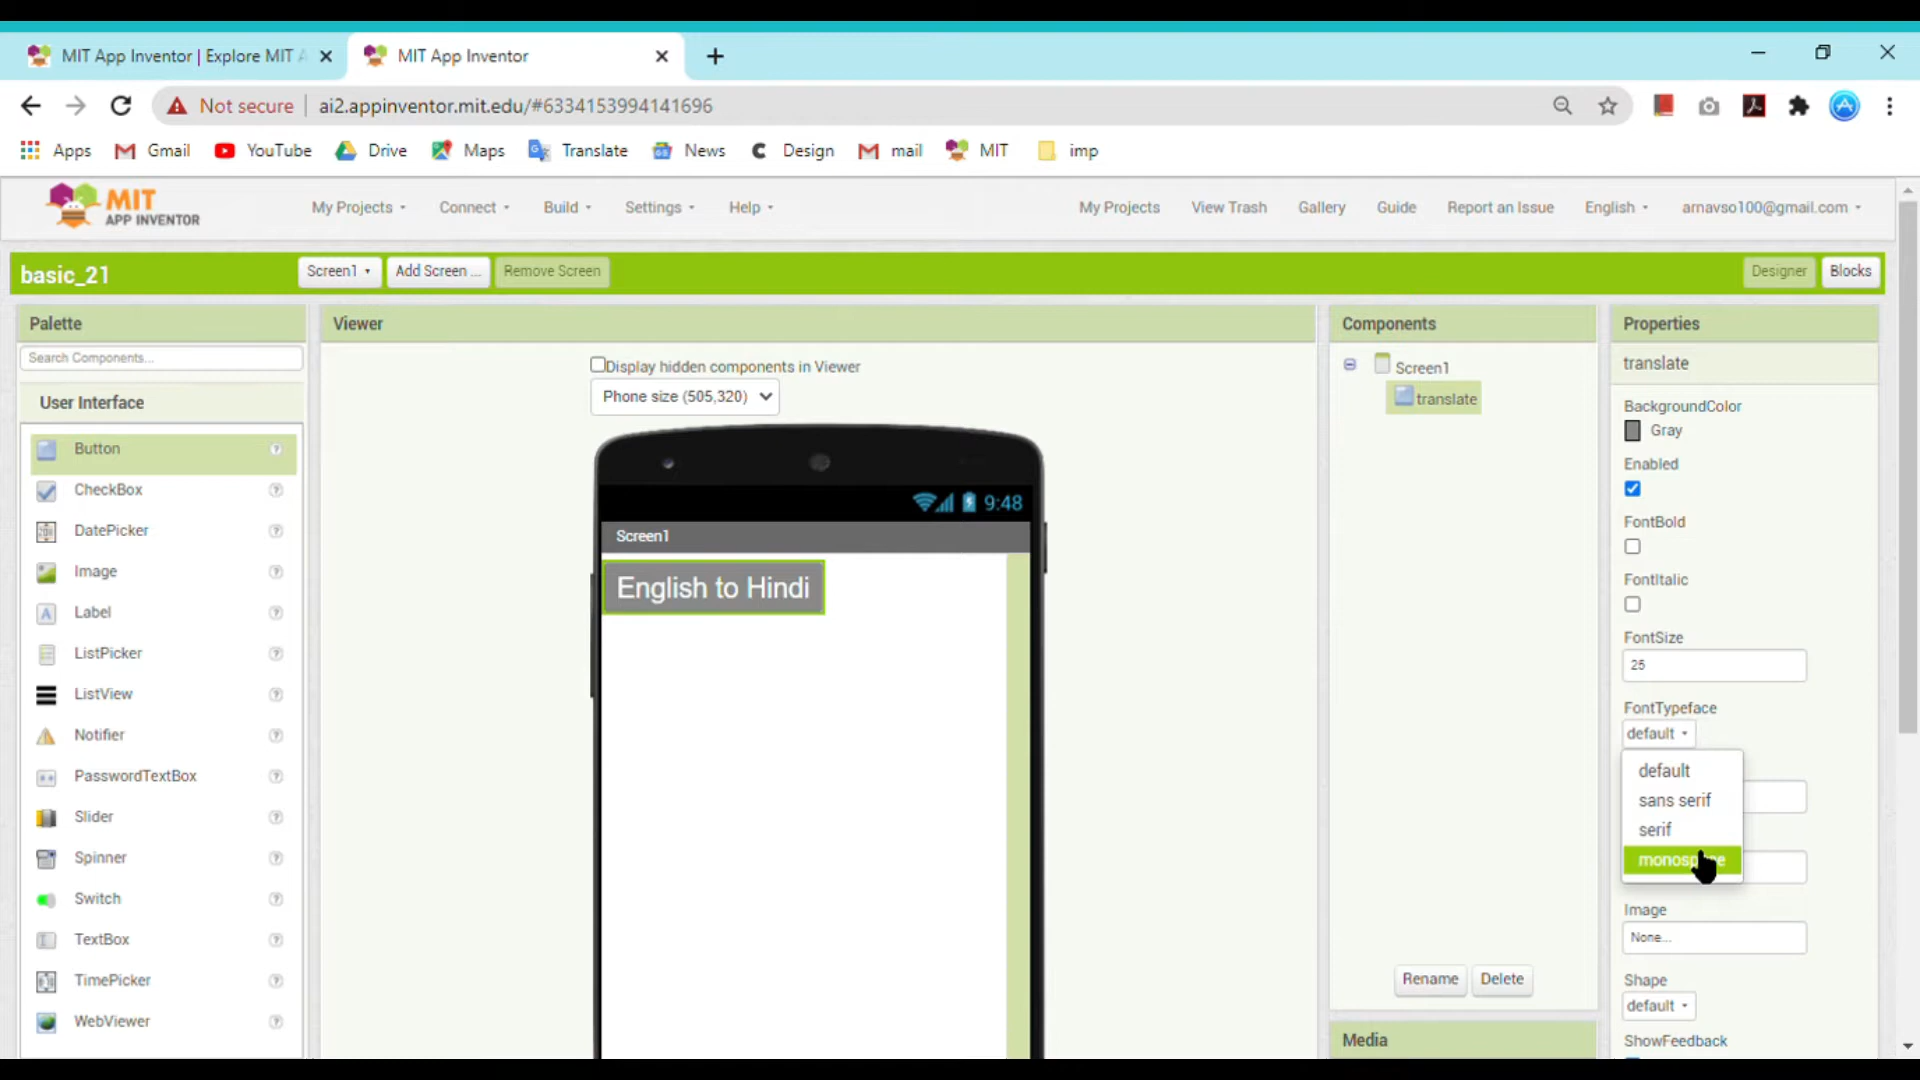 MIT App Inventor | Explore MIT A
MIT App Inventor
Not secure
ai2.appinventor.mit.edu/#6334153994141696
Apps
Gmail
YouTube
Drive
Maps
Translate
News
Design
mail
MIT
imp
MIT
APP INVENTOR
My Projects
Connect
Build
Settings
Help
My Projects
View Trash
Gallery
Guide
Report an Issue
English
arnavso100@gmail.com
basic_21
Screen1
Add Screen ...
Remove Screen
Designer
Blocks
Palette
Search Components...
User Interface
Button
CheckBox
DatePicker
Image
Label
ListPicker
ListView
Notifier
PasswordTextBox
Slider
Spinner
Switch
TextBox
TimePicker
WebViewer
Viewer
Display hidden components in Viewer
Phone size (505,320)
9:48
Screen1
English to Hindi
Components
Screen1
translate
Rename
Delete
Media
Properties
translate
BackgroundColor
Gray
Enabled
FontBold
FontItalic
FontSize
25
FontTypeface
default
default
sans serif
serif
Image
None...
Shape
default
ShowFeedback